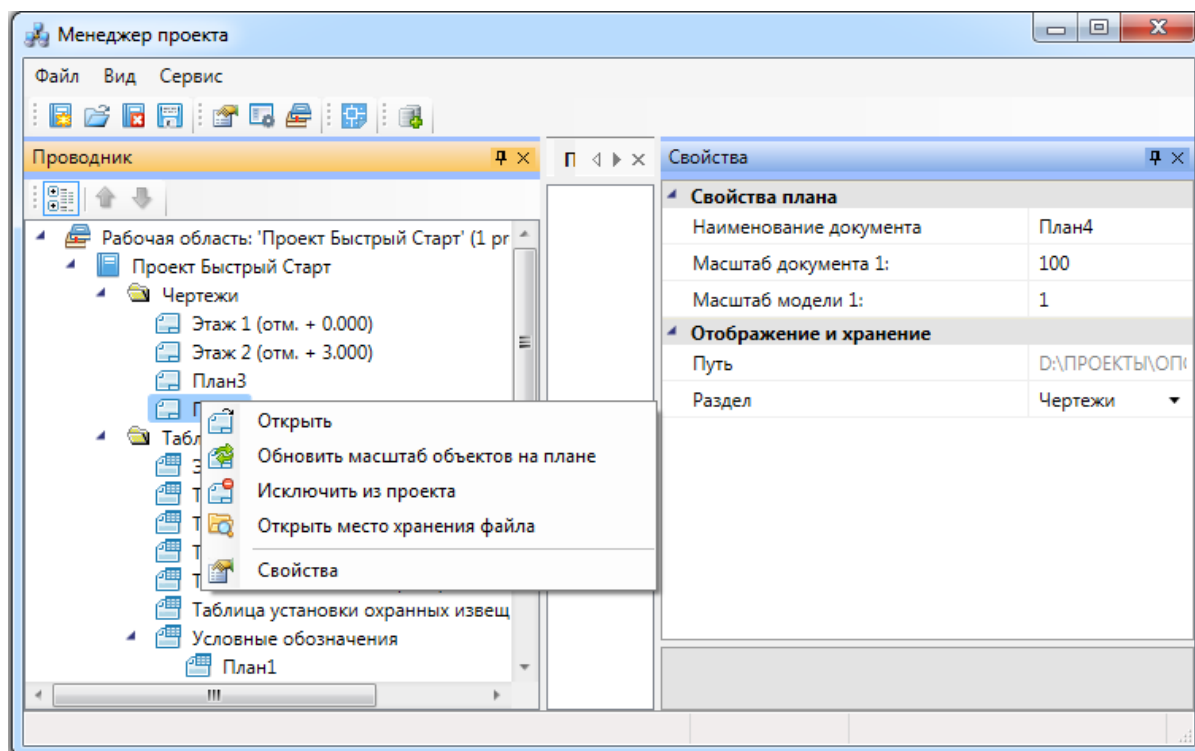 Менеджер проекта
Файл Вид Сервис
Проводник
Рабочая область: 'Проект Быстрый Старт' (1 pr
Проект Быстрый Старт
Чертежи
Этаж 1 (отм. + 0.000)
Этаж 2 (отм. + 3.000)
План3
Открыть
Обновить масштаб объектов на плане
Исключить из проекта
Открыть место хранения файла
Свойства
Таблица установки охранных извещ
Условные обозначения
План1
Свойства
Свойства плана
Наименование документа План4
Масштаб документа 1: 100
Масштаб модели 1: 1
Отображение и хранение
Путь D:\ПРОЕКТЫ\ОПО
Раздел Чертежи